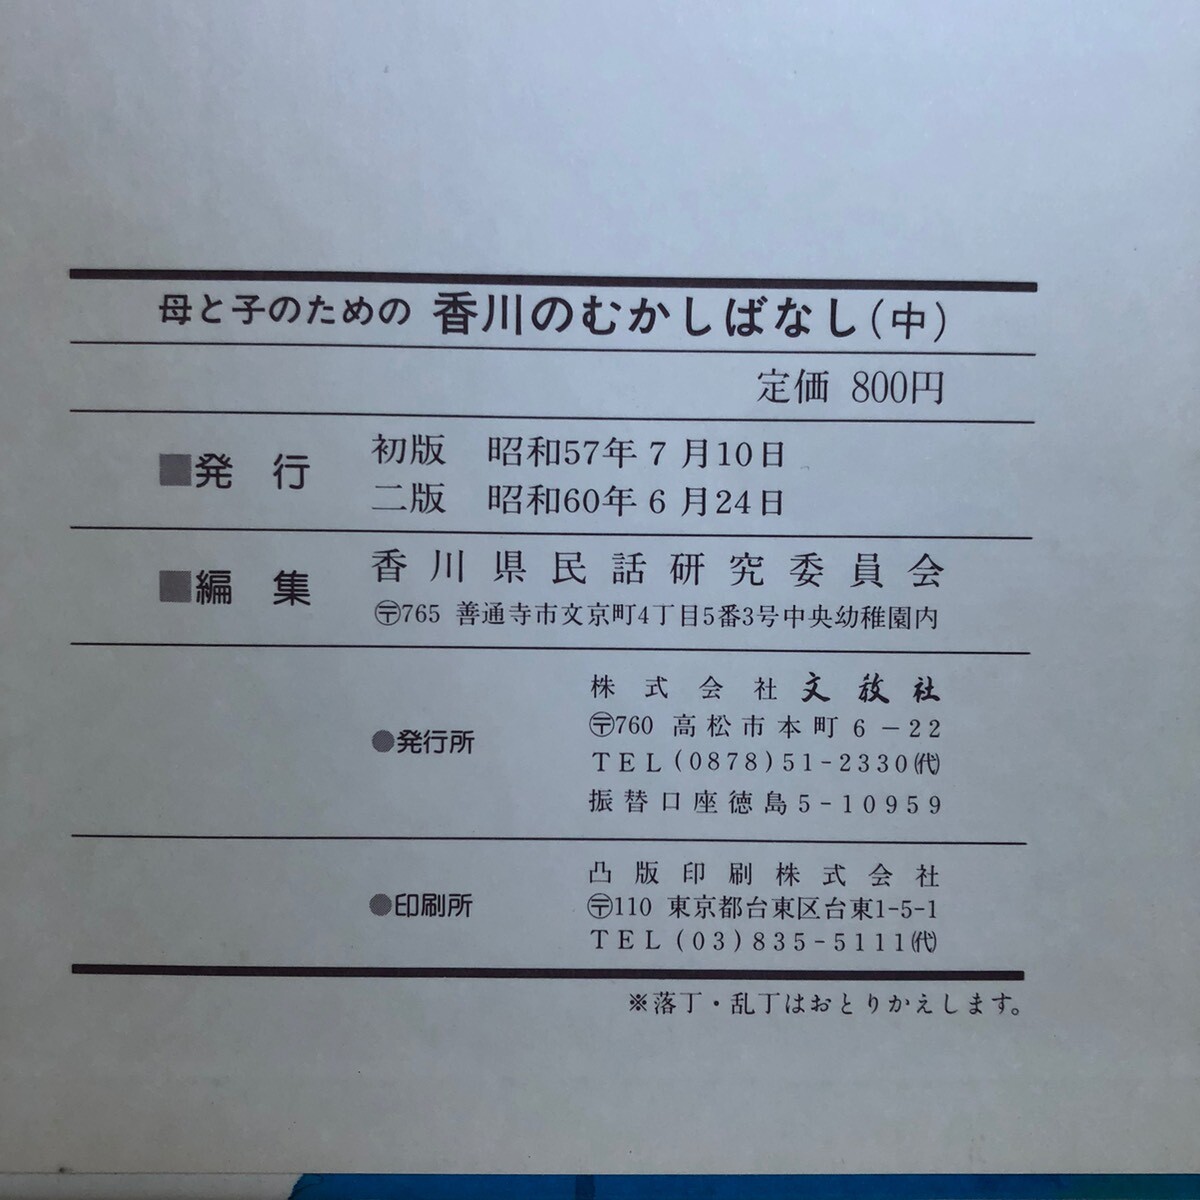 母と子のための 香川のむかしばなし(中)
定価 800円
■発 行
初版 昭和57年7月10日
二版 昭和60年6月24日
■編 集
香川県民話研究委員会
〶765 善通寺市文京町4丁目5番3号中央幼稚園内
●発行所
株式会社 文教社
〶760 高松市本町6-22
TEL(0878)51-2330㈹
振替口座徳島5-10959
●印刷所
凸版印刷株式会社
〶110 東京都台東区台東1-5-1
TEL(03)835-5111㈹
※落丁・乱丁はおとりかえします。